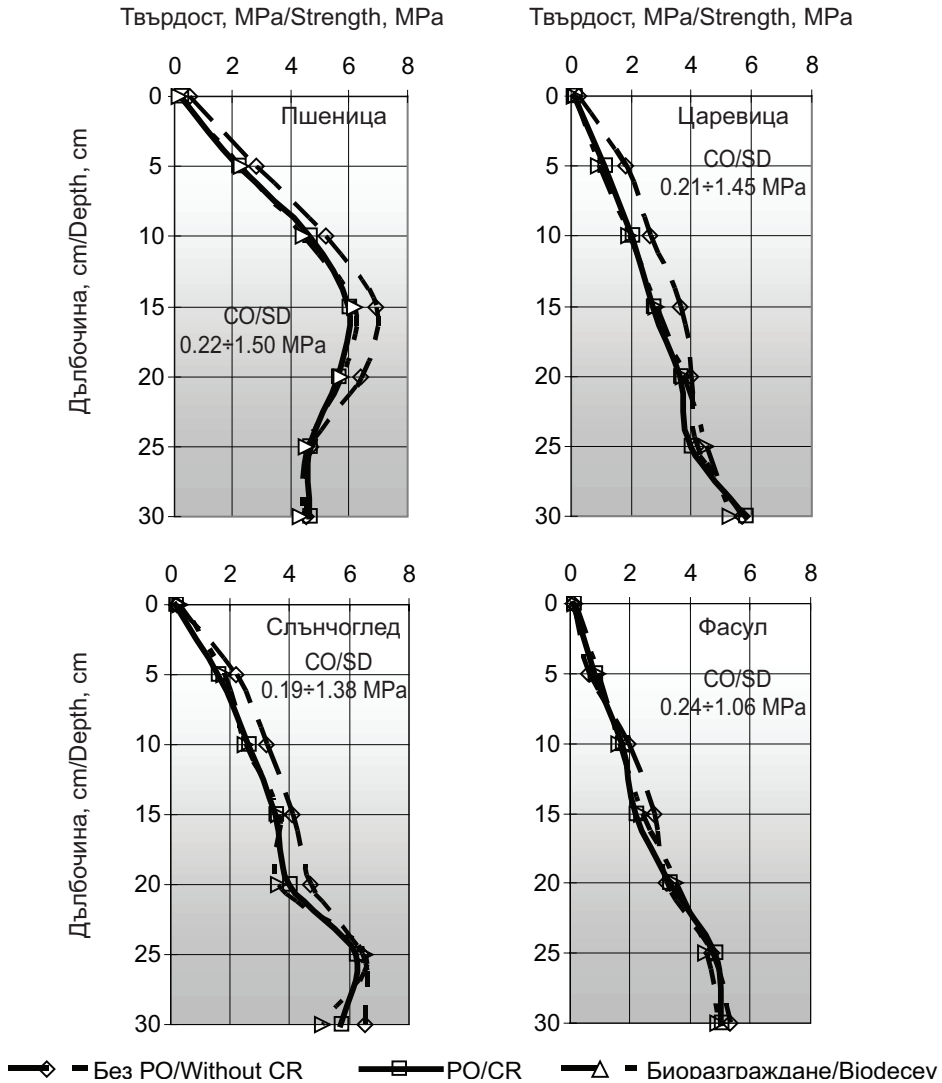 Твърдост, MPa/Strength, MPa
Твърдост, MPa/Strength, MPa
0 2 4 6 8
0 2 4 6 8
Дълбочина, cm/Depth, cm
0
5
10
15
20
25
30
Пшеница
CO/SD
0.22÷1.50 MPa
0
5
10
15
20
25
30
Царевица
CO/SD
0.21÷1.45 MPa
0 2 4 6 8
0 2 4 6 8
Дълбочина, cm/Depth, cm
0
5
10
15
20
25
30
Слънчоглед
CO/SD
0.19÷1.38 MPa
0
5
10
15
20
25
30
Фасул
CO/SD
0.24÷1.06 MPa
Без РО/Without CR РО/CR Биоразграждане/Biodecev